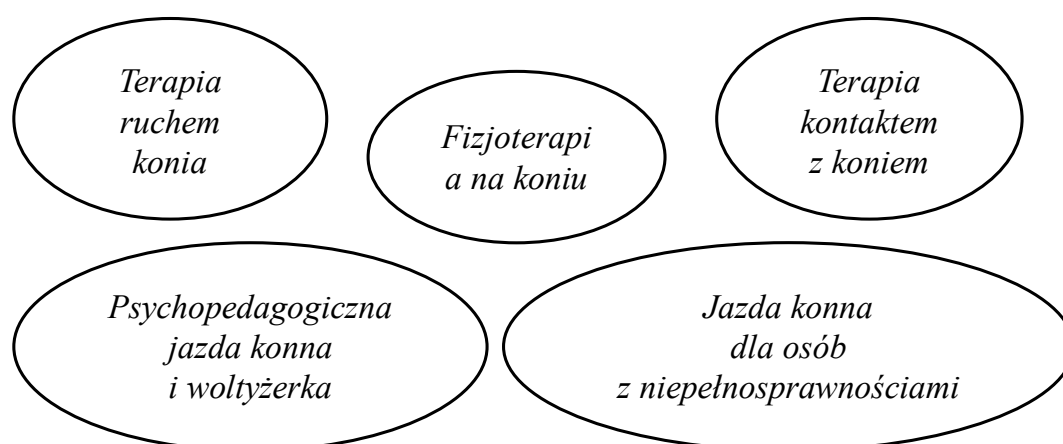 Terapia
ruchem
konia
Fizjoterapi
a na koniu
Terapia
kontaktem
z koniem
Psychopedagogiczna
jazda konna
i woltyżerka
Jazda konna
dla osób
z niepełnosprawnościami